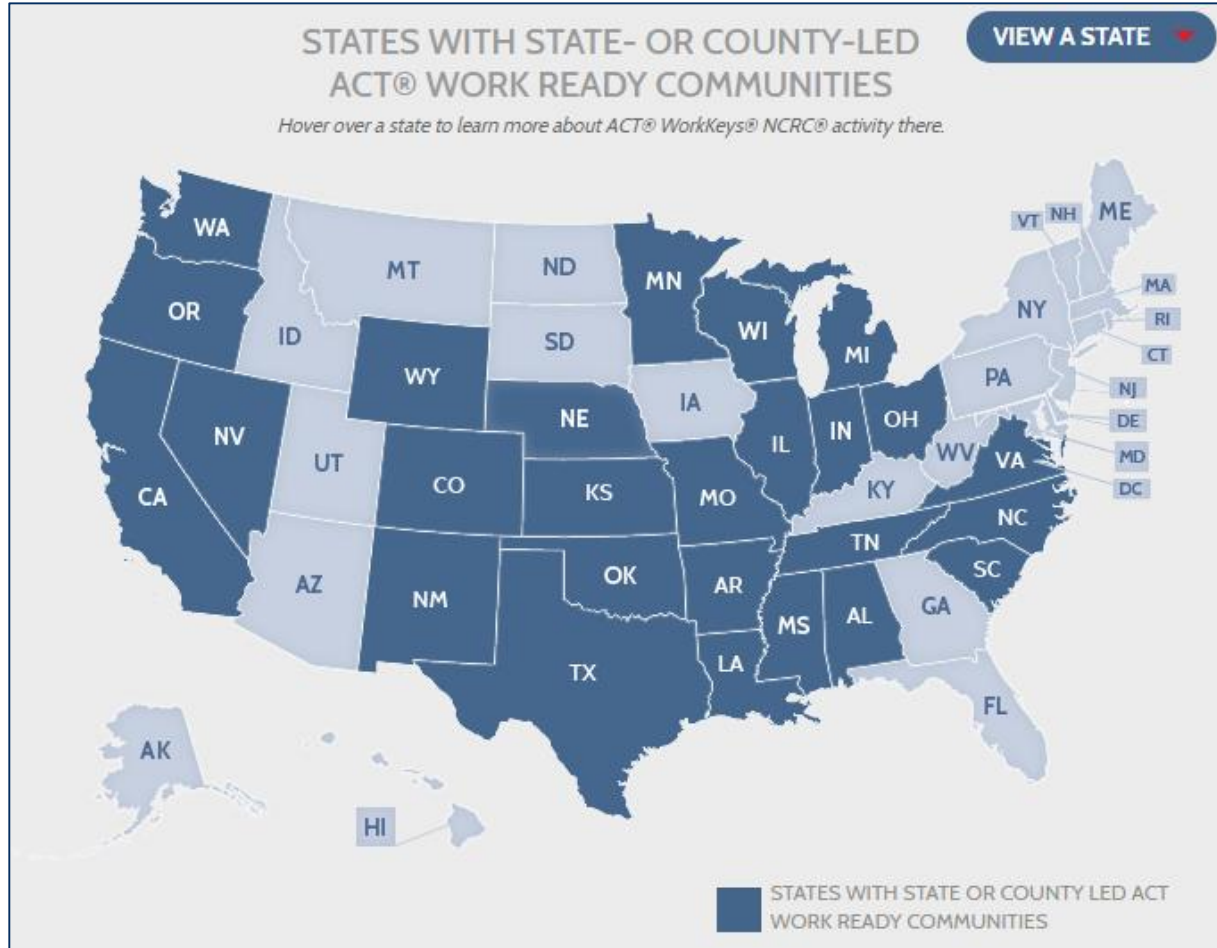 STATES WITH STATE- OR COUNTY-LED
ACT® WORK READY COMMUNITIES
VIEW A STATE
Hover over a state to learn more about ACT® WorkKeys® NCRC® activity there.
WA
OR
CA
NV
ID
MT
WY
UT
AZ
CO
NM
ND
SD
NE
KS
OK
TX
MN
IA
MO
AR
LA
WI
IL
MI
IN
OH
KY
TN
MS
AL
GA
FL
SC
NC
VA
WV
PA
NY
VT
NH
ME
MA
RI
CT
NJ
DE
MD
DC
AK
HI
STATES WITH STATE OR COUNTY LED ACT
WORK READY COMMUNITIES